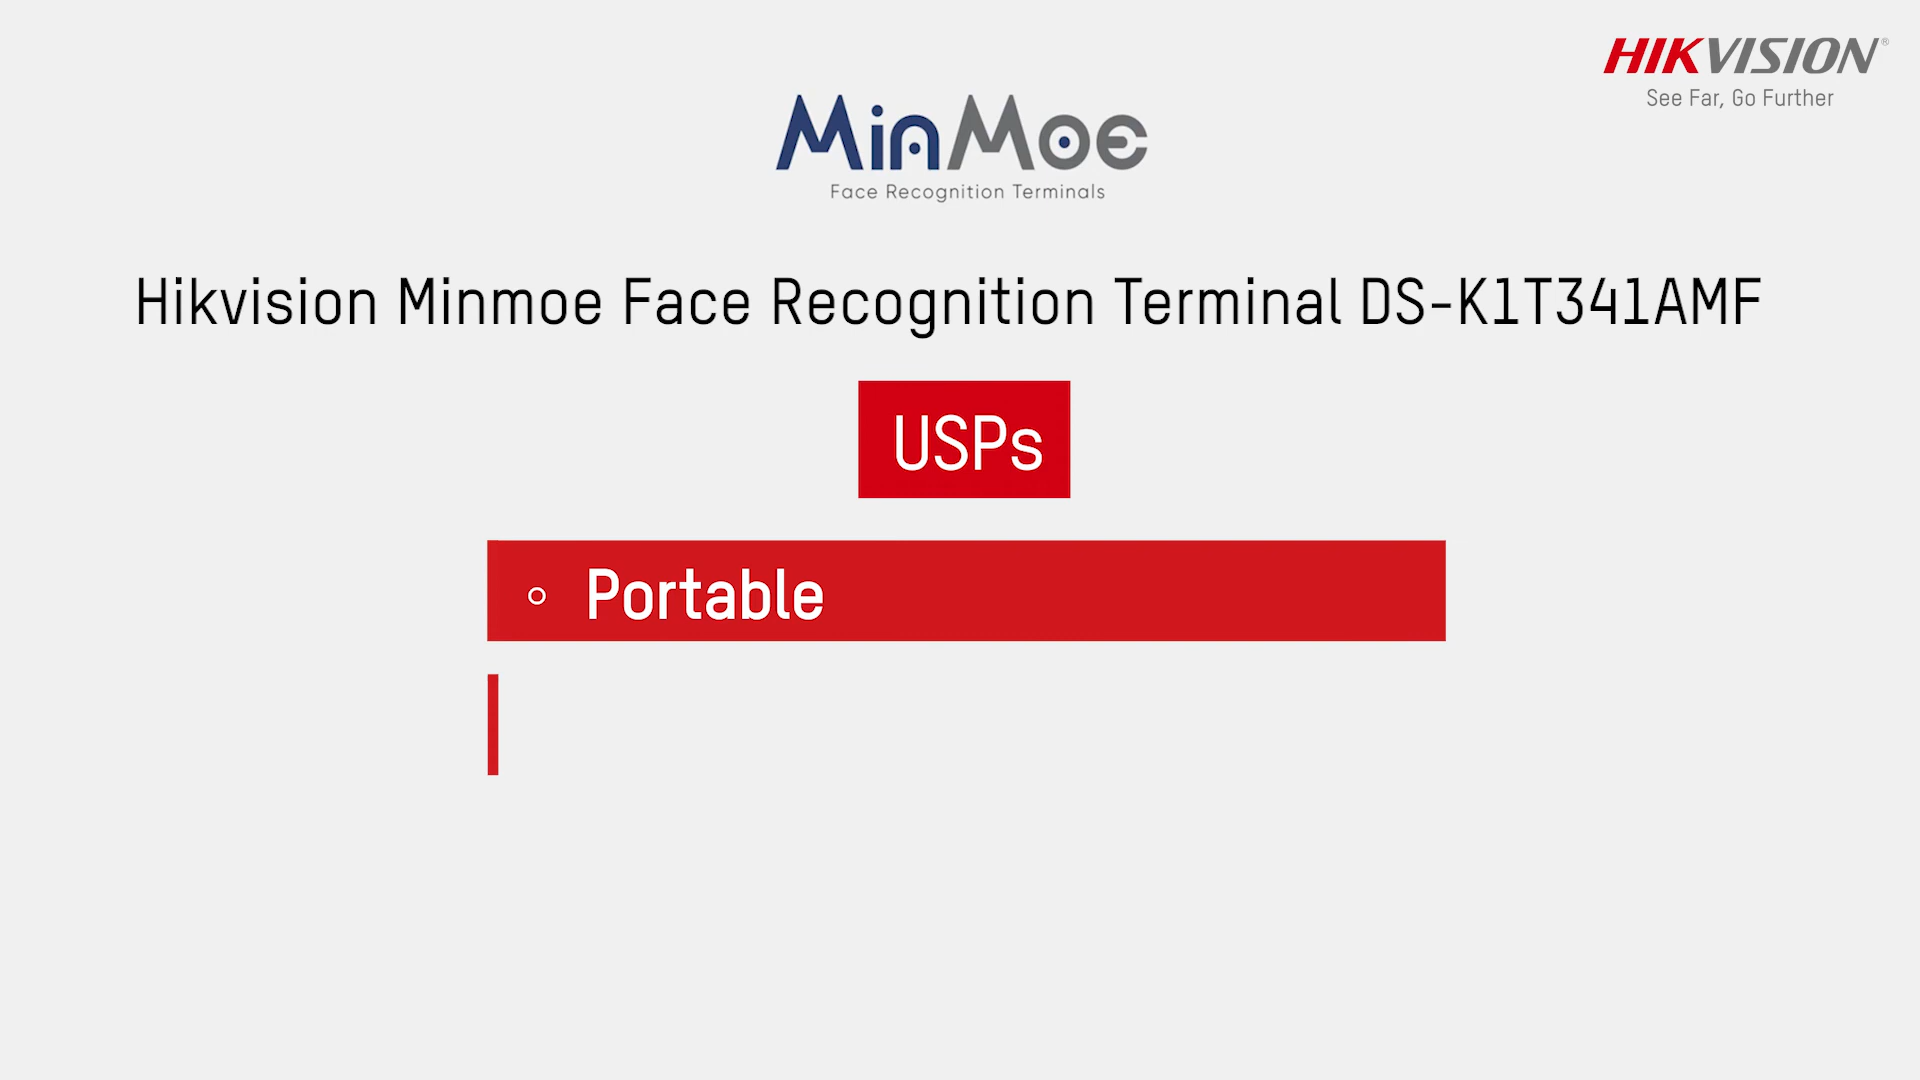 HIKVISION®
See Far, Go Further
MinMoe
Face Recognition Terminals
Hikvision Minmoe Face Recognition Terminal DS-K1T341AMF
USPs
Portable